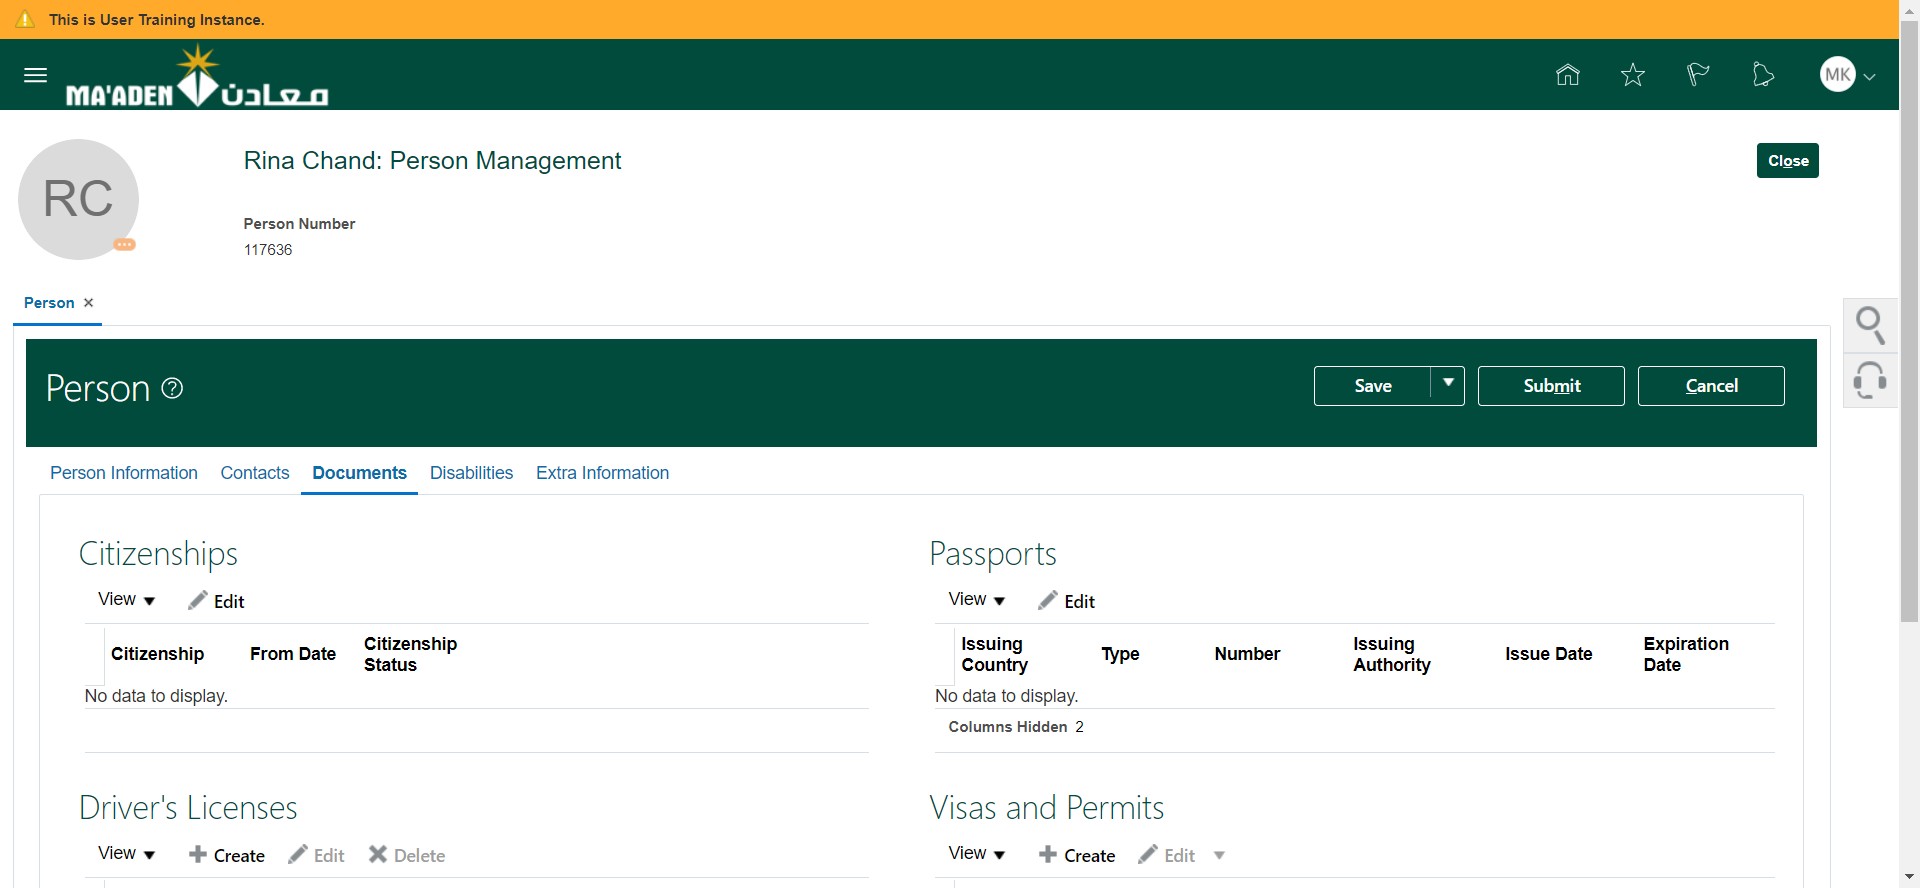 This is User Training Instance.
MA'ADEN معادن
MK
RC
Rina Chand: Person Management
Close
Person Number
117636
Person
Person
Save
Submit
Cancel
Person Information Contacts Documents Disabilities Extra Information
Citizenships
View Edit
Citizenship From Date Citizenship Status
No data to display.
Passports
View Edit
Issuing Country Type Number Issuing Authority Issue Date Expiration Date
No data to display.
Columns Hidden 2
Driver's Licenses
View Create Edit Delete
Visas and Permits
View Create Edit